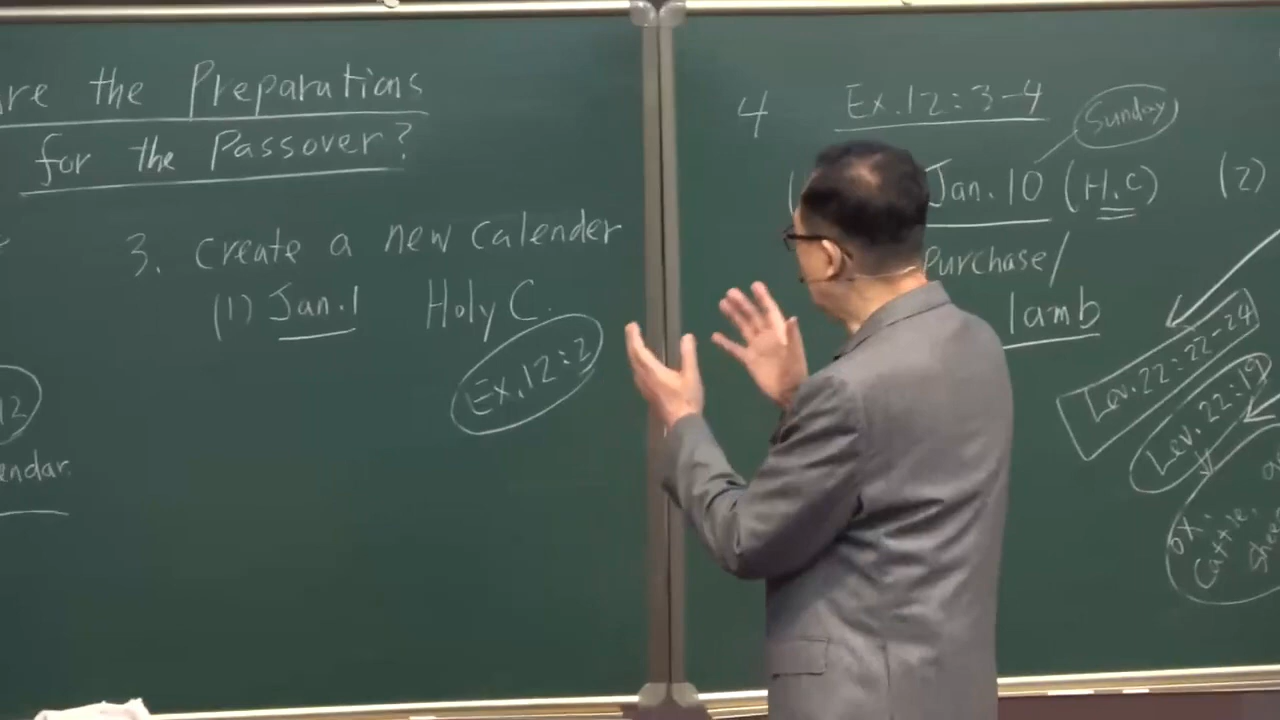 re the Preparations
for the Passover?
3. create a new calender
(1) Jan.1 Holy C.
Ex.12:2
12
endar.
4 Ex.12:3-4
Sunday
Jan.10 (H.C) (2)
Purchase/
lamb
Lev.22:22-24
Lev.22:19
ox,
Cattle,
shee